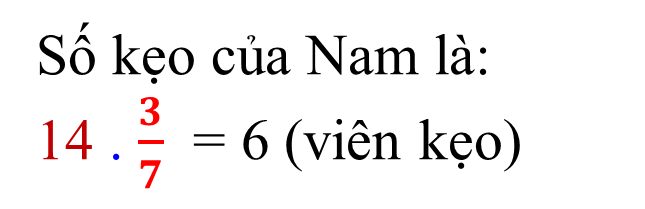 Số kẹo của Nam là:
14 . 3/7 = 6 (viên kẹo)